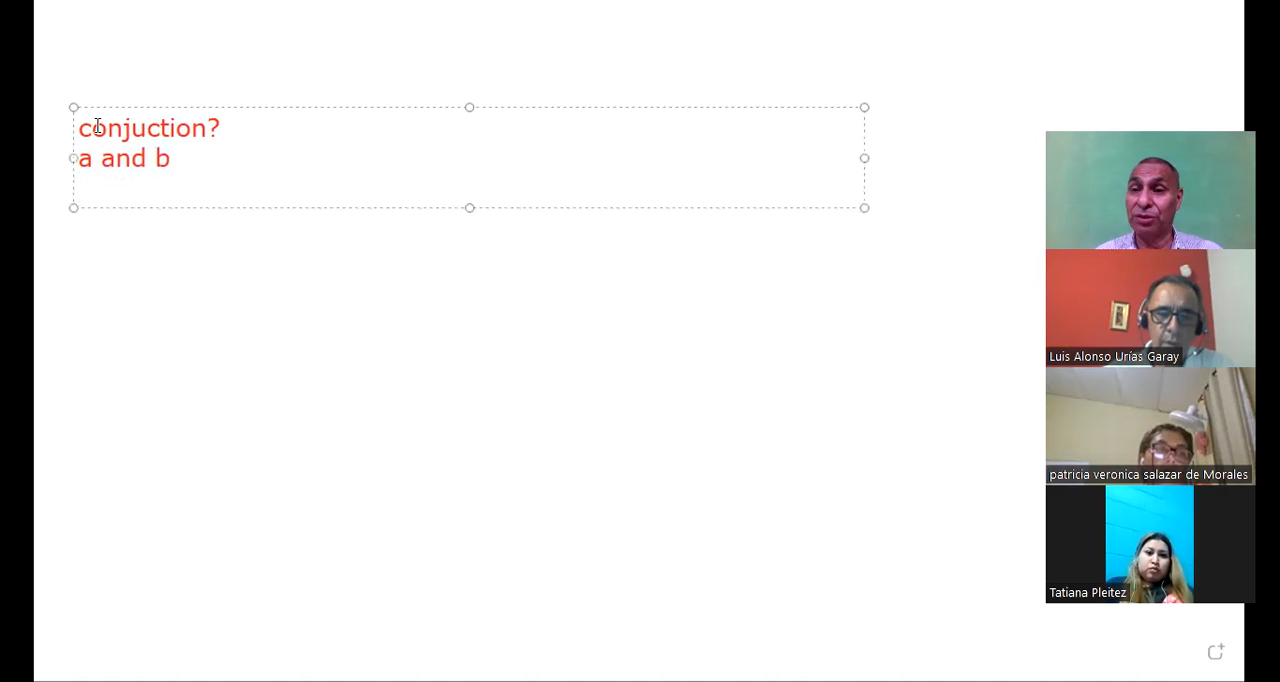 conjuction?
a and b
Luis Alonso Urías Garay
patricia veronica salazar de Morales
Tatiana Pleitez